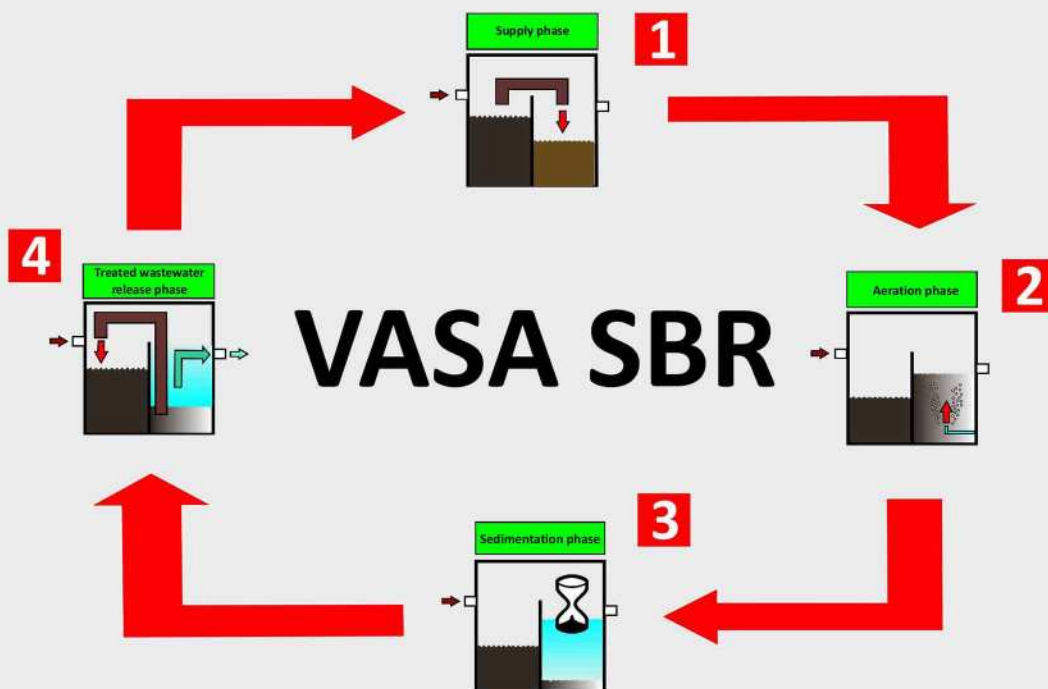 Supply phase
1
4
Treated wastewater
release phase
Aeration phase
2
VASA SBR
3
Sedimentation phase